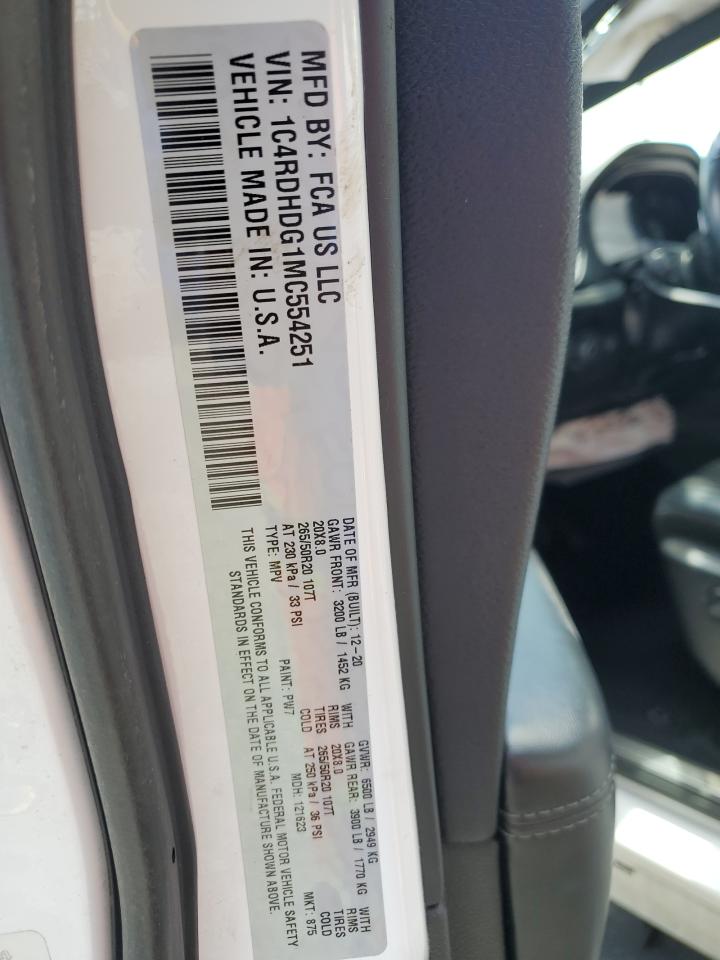 MFD BY: FCA US LLC
VIN: 1C4RDHDG1MC554251
VEHICLE MADE IN: U.S.A.
DATE OF MFR (BUILT): 12-20 GVWR: 6500 LB / 2949 KG
GAWR FRONT: 3200 LB / 1452 KG WITH GAWR REAR: 3900 LB / 1770 KG WITH
20X8.0 RIMS 20X8.0 RIMS
265/50R20 107T TIRES 265/50R20 107T TIRES
AT 230 kPa / 33 PSI COLD AT 250 kPa / 36 PSI COLD
TYPE: MPV PAINT: PW7 MDH: 121623 MKT: 875
THIS VEHICLE CONFORMS TO ALL APPLICABLE U.S.A. FEDERAL MOTOR VEHICLE SAFETY
STANDARDS IN EFFECT ON THE DATE OF MANUFACTURE SHOWN ABOVE.